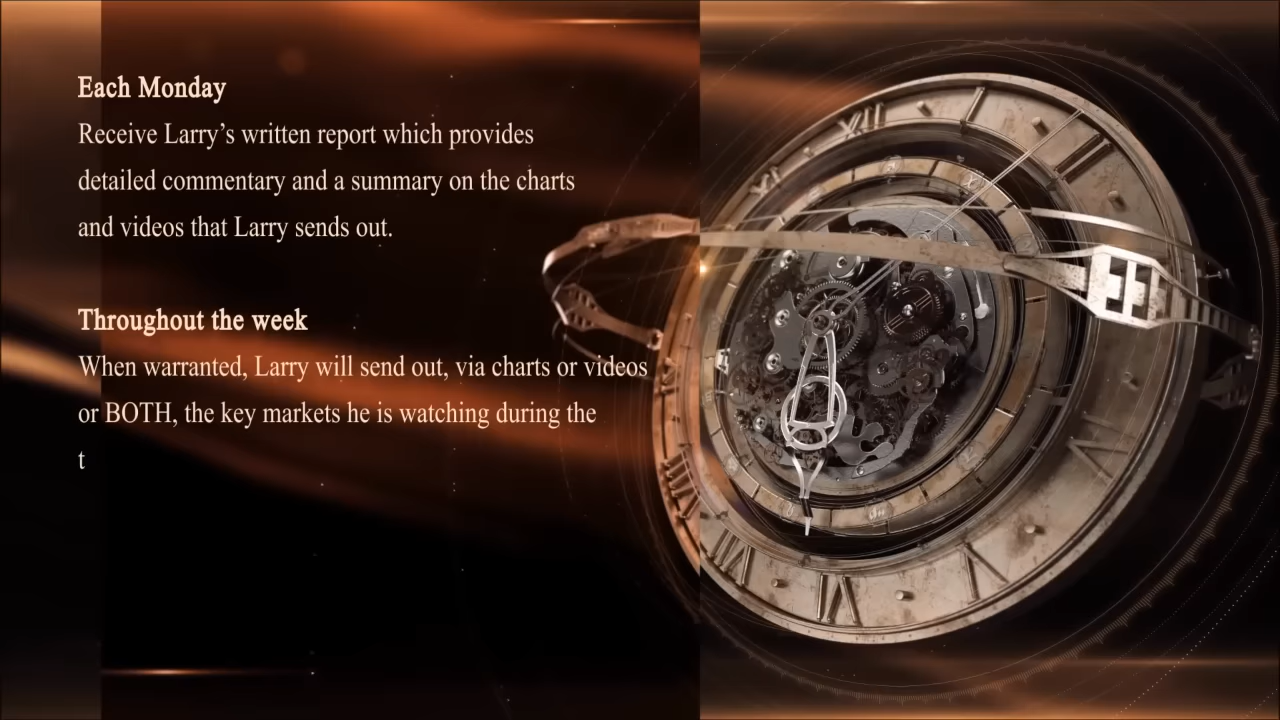 Each Monday
Receive Larry's written report which provides
detailed commentary and a summary on the charts
and videos that Larry sends out.
Throughout the week
When warranted, Larry will send out, via charts or videos
or BOTH, the key markets he is watching during the
t